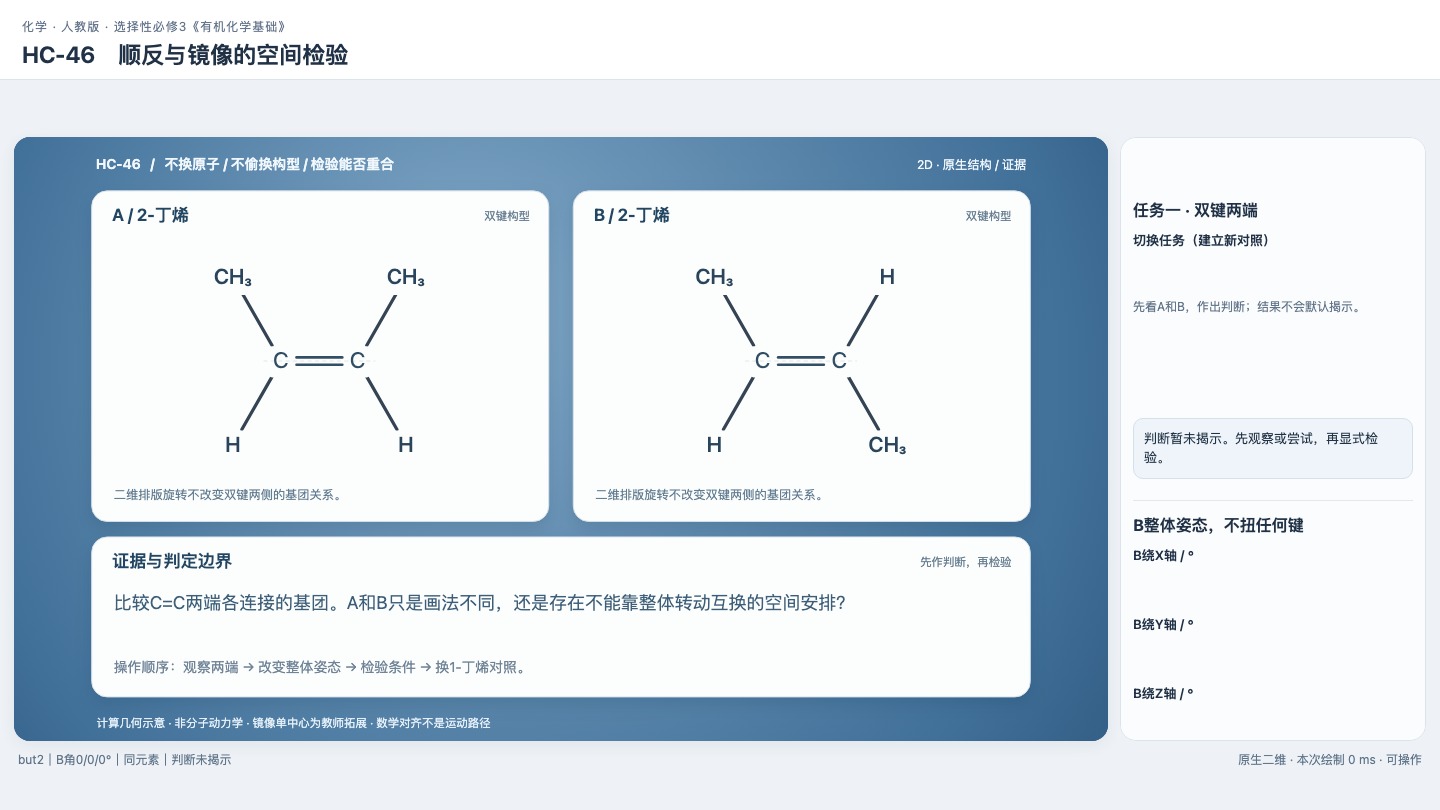 化学 · 人教版 · 选择性必修3《有机化学基础》
HC-46 顺反与镜像的空间检验
HC-46 / 不换原子 / 不偷换构型 / 检验能否重合
2D · 原生结构 / 证据
A / 2-丁烯
双键构型
CH₃ CH₃
C C
H H
二维排版旋转不改变双键两侧的基团关系。
B / 2-丁烯
双键构型
CH₃ H
C C
H CH₃
二维排版旋转不改变双键两侧的基团关系。
证据与判定边界
先作判断，再检验
比较C=C两端各连接的基团。A和B只是画法不同，还是存在不能靠整体转动互换的空间安排?
操作顺序：观察两端 → 改变整体姿态 → 检验条件 → 换1-丁烯对照。
计算几何示意 · 非分子动力学 · 镜像单中心为教师拓展 · 数学对齐不是运动路径
任务一 · 双键两端
切换任务（建立新对照）
先看A和B，作出判断；结果不会默认揭示。
判断暂未揭示。先观察或尝试，再显式检
验。
B整体姿态，不扭任何键
B绕X轴 / °
B绕Y轴 / °
B绕Z轴 / °
but2｜B角0/0/0°｜同元素｜判断未揭示
原生二维 · 本次绘制 0 ms · 可操作